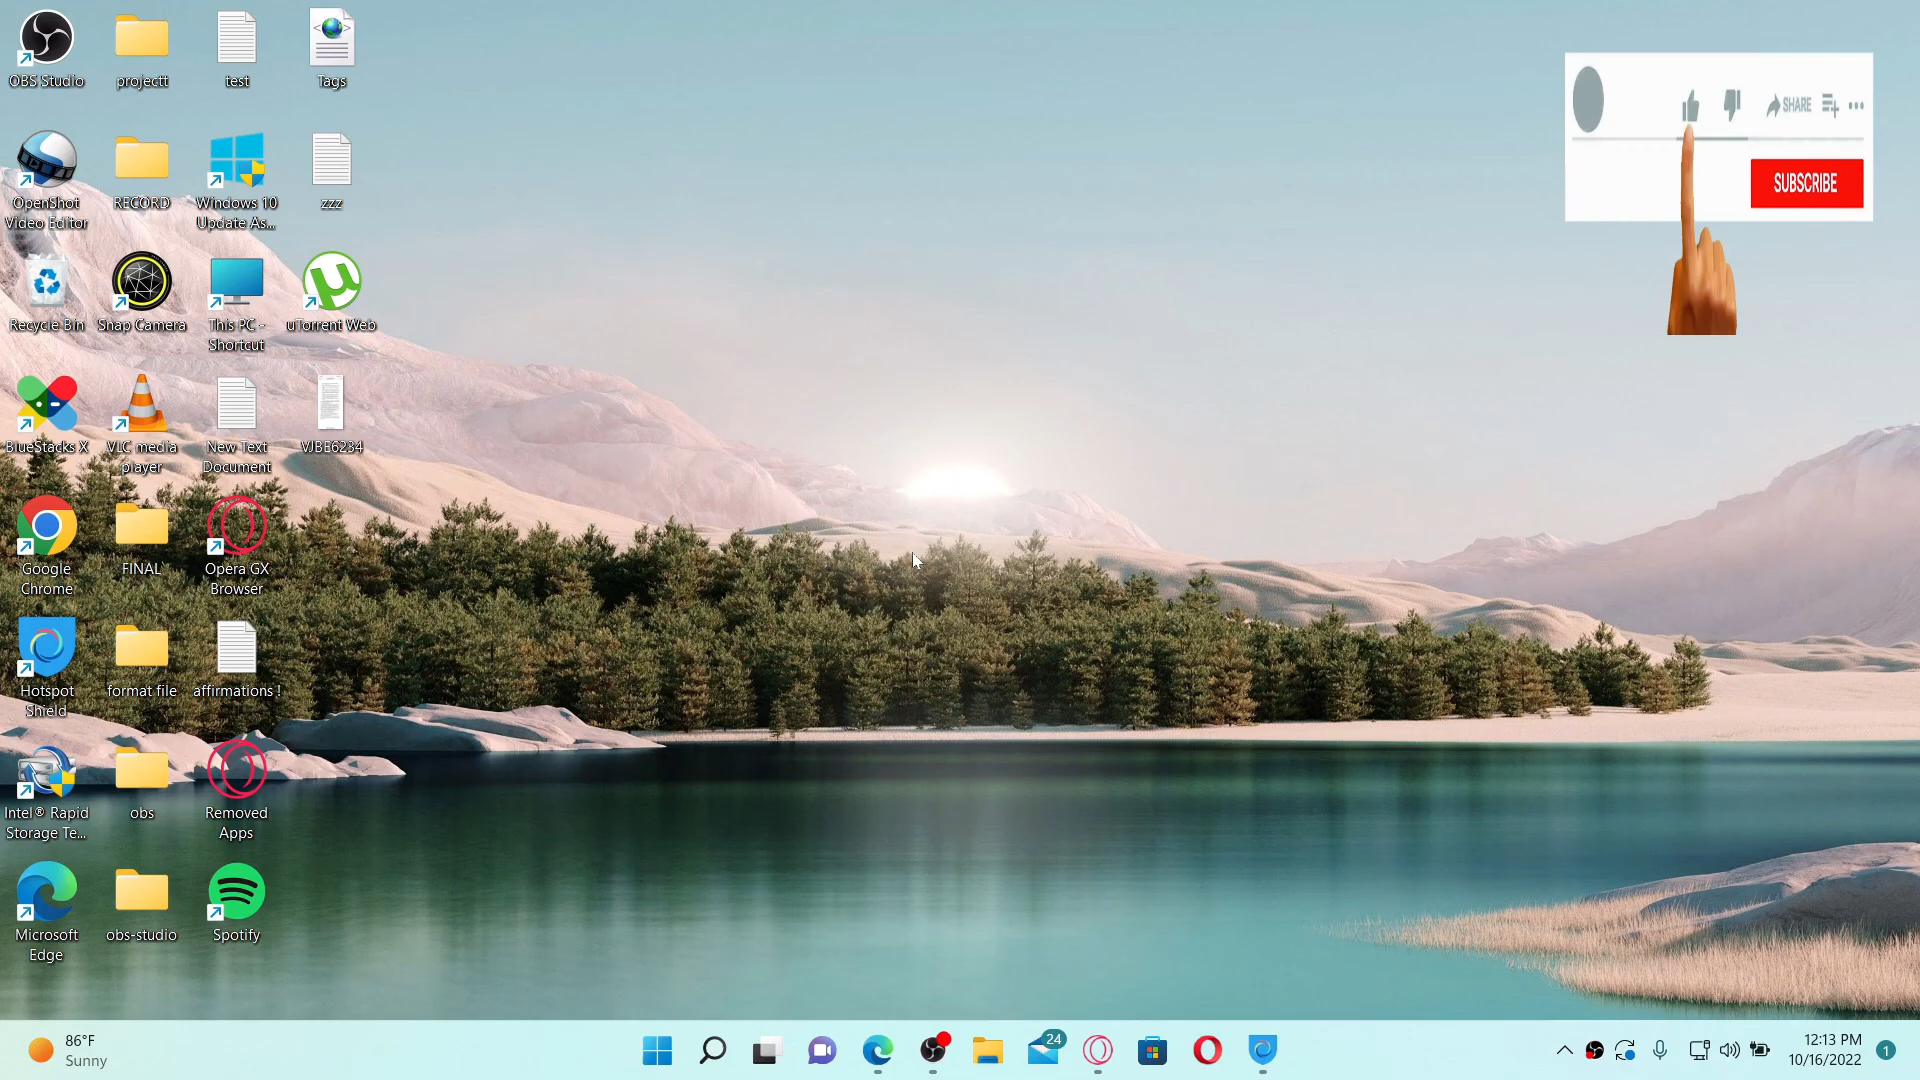 OBS Studio
projectt
test
Tags
OpenShot
Video Editor
RECORD
Windows 10
Update As...
zzz
Recycle Bin
Snap Camera
This PC -
Shortcut
uTorrent Web
BlueStacks X
VLC media
player
New Text
Document
VJBE6234
Google
Chrome
FINAL
Opera GX
Browser
Hotspot
Shield
format file
affirmations !
Intel® Rapid
Storage Te...
obs
Removed
Apps
Microsoft
Edge
obs-studio
Spotify
SHARE
SUBSCRIBE
86°F
Sunny
24
12:13 PM
10/16/2022
1